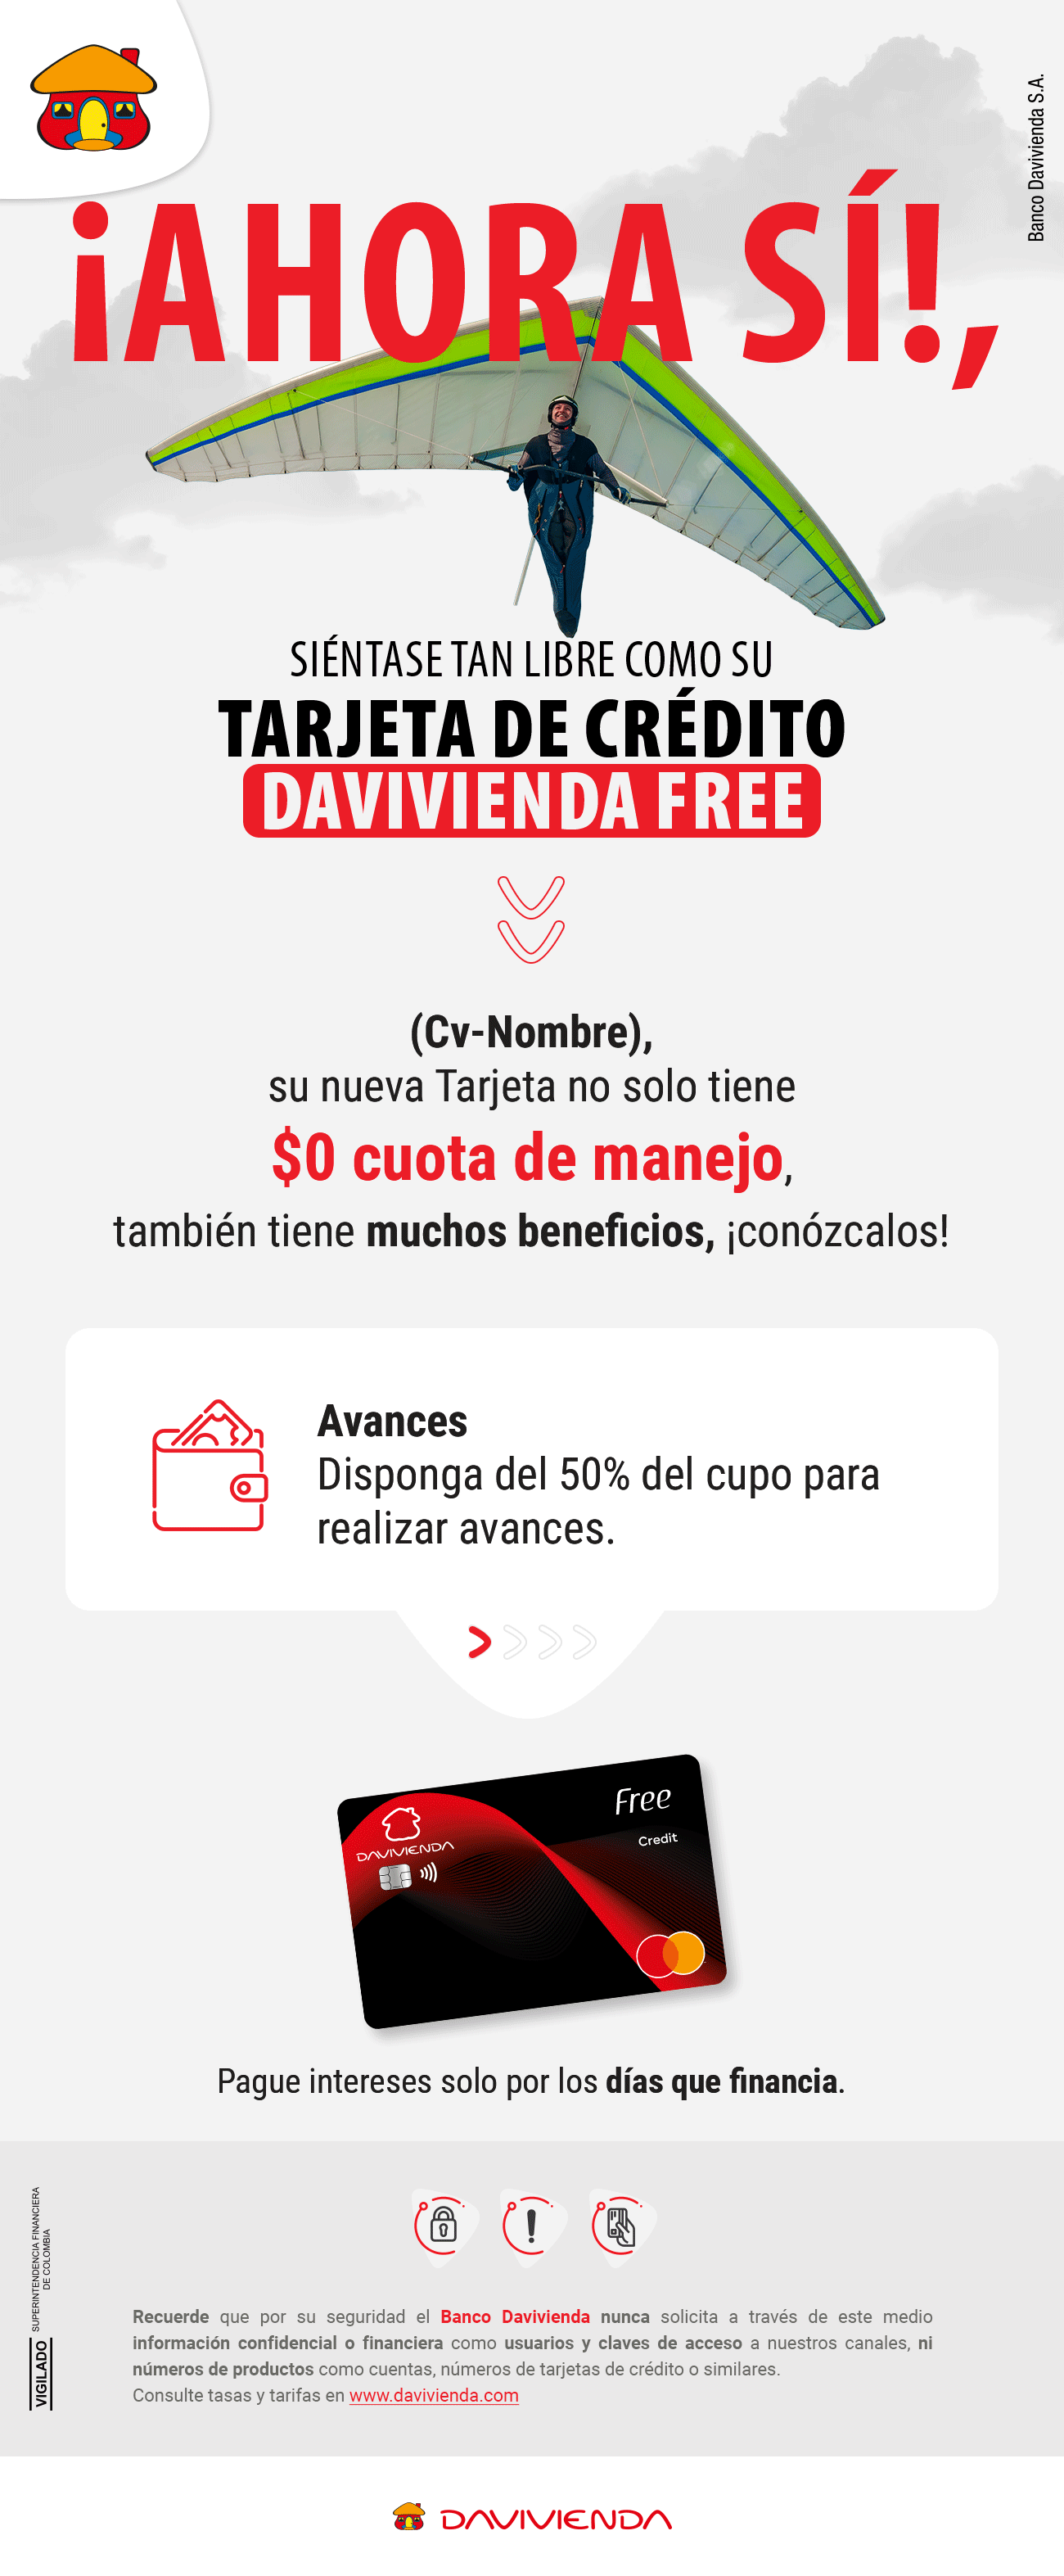 Banco Davivienda S.A.
¡AHORA SÍ!,
SIÉNTASE TAN LIBRE COMO SU
TARJETA DE CRÉDITO
DAVIVIENDA FREE
(Cv-Nombre),
su nueva Tarjeta no solo tiene
$0 cuota de manejo,
también tiene muchos beneficios, ¡conózcalos!
Avances
Disponga del 50% del cupo para
realizar avances.
Free
Credit
DAVIVIENDA
Pague intereses solo por los días que financia.
VIGILADO
SUPERINTENDENCIA FINANCIERA
DE COLOMBIA
Recuerde que por su seguridad el Banco Davivienda nunca solicita a través de este medio
información confidencial o financiera como usuarios y claves de acceso a nuestros canales, ni
números de productos como cuentas, números de tarjetas de crédito o similares.
Consulte tasas y tarifas en www.davivienda.com
DAVIVIENDA